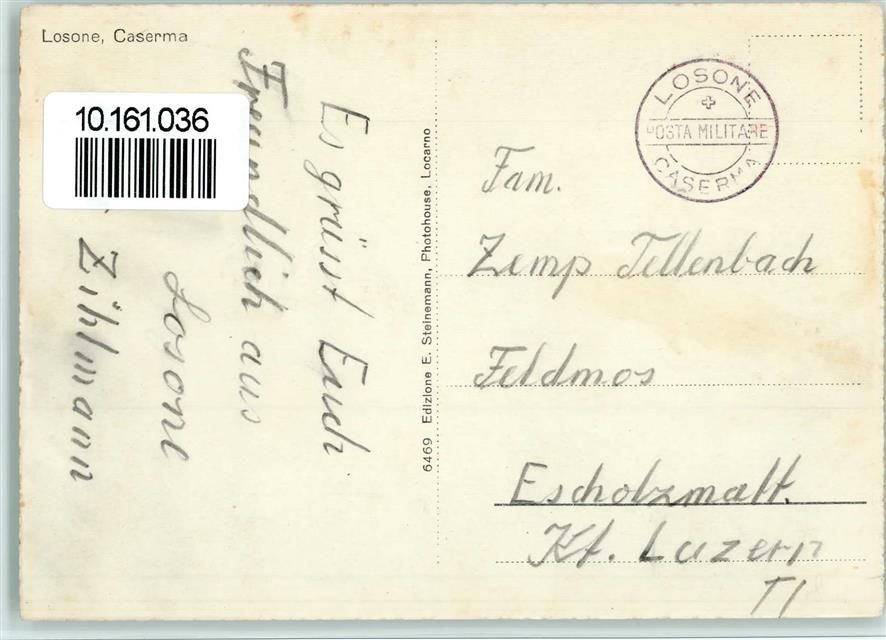 Losone, Caserma
10.161.036
Es grüsst Euch
Freundlich aus
Losone
Zihlmann
6469 Edizione E. Steinemann, Photohouse, Locarno
LOSONE
POSTA MILITARE
CASERMA
Fam.
Zemp Tellenbach
Feldmos
Escholzmatt.
Kt. Luzern